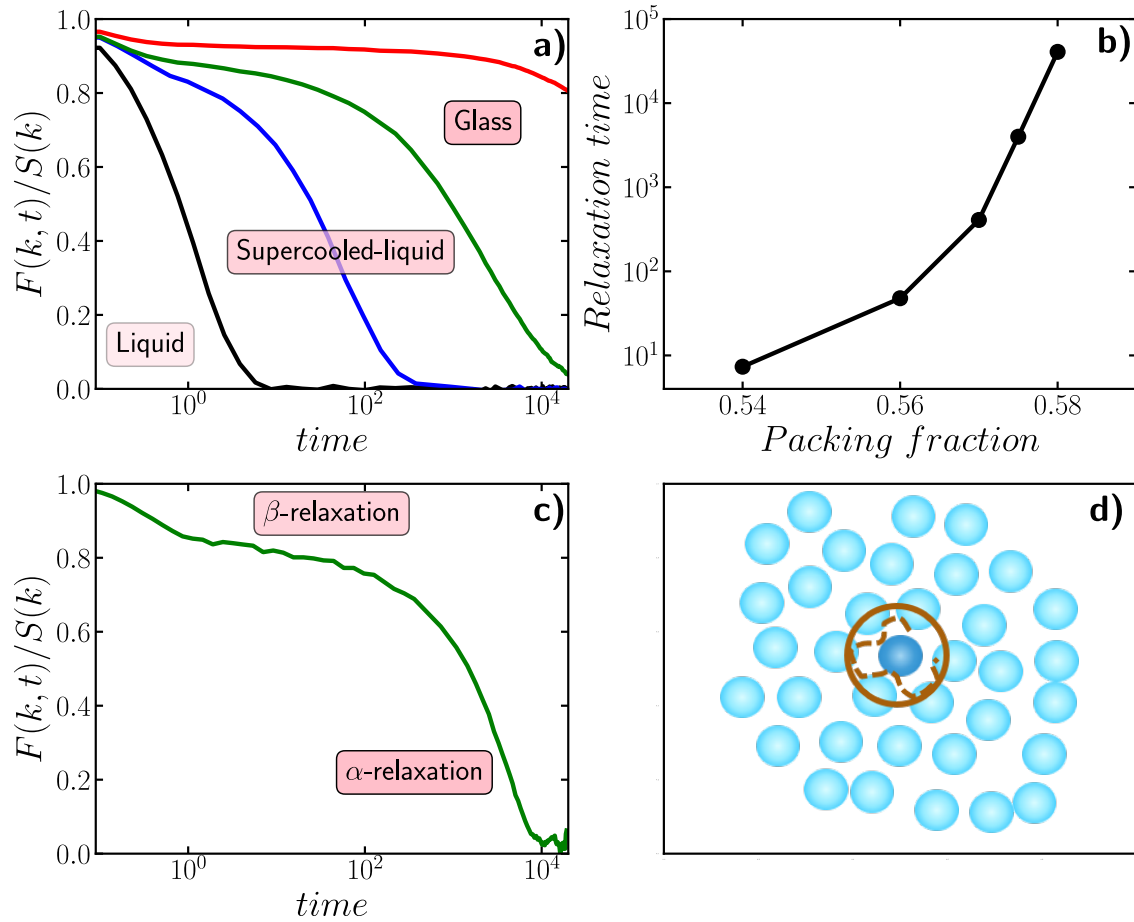 a)
F(k, t)/S(k)
1.0
0.8
0.6
0.4
0.2
0.0
Glass
Supercooled-liquid
Liquid
10^0
10^2
10^4
time
b)
Relaxation time
10^5
10^4
10^3
10^2
10^1
0.54
0.56
0.58
Packing fraction
c)
F(k, t)/S(k)
1.0
0.8
0.6
0.4
0.2
0.0
β-relaxation
α-relaxation
10^0
10^2
10^4
time
d)